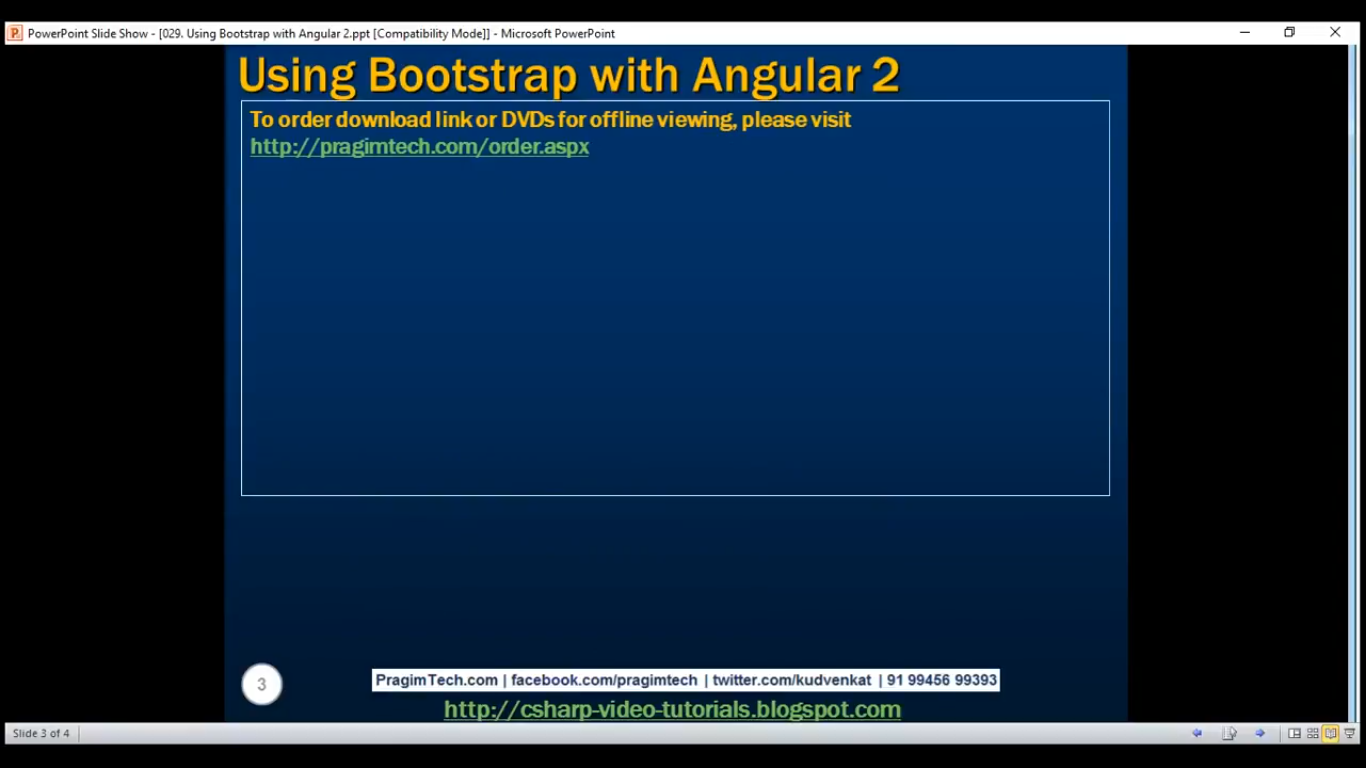 PowerPoint Slide Show - [029. Using Bootstrap with Angular 2.ppt [Compatibility Mode]] - Microsoft PowerPoint
Using Bootstrap with Angular 2
To order download link or DVDs for offline viewing, please visit
http://pragimtech.com/order.aspx
3
PragimTech.com | facebook.com/pragimtech | twitter.com/kudvenkat | 91 99456 99393
http://csharp-video-tutorials.blogspot.com
Slide 3 of 4